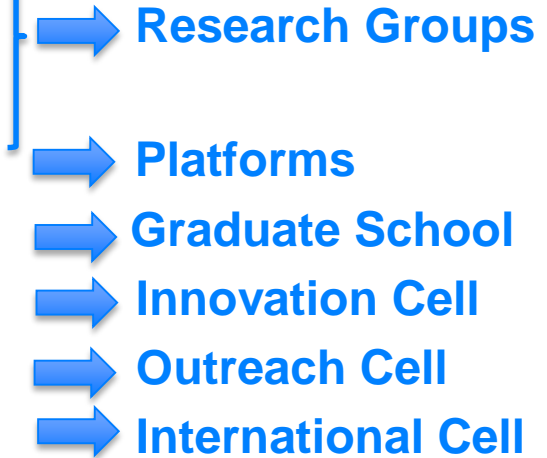 Research Groups
Platforms
Graduate School
Innovation Cell
Outreach Cell
International Cell